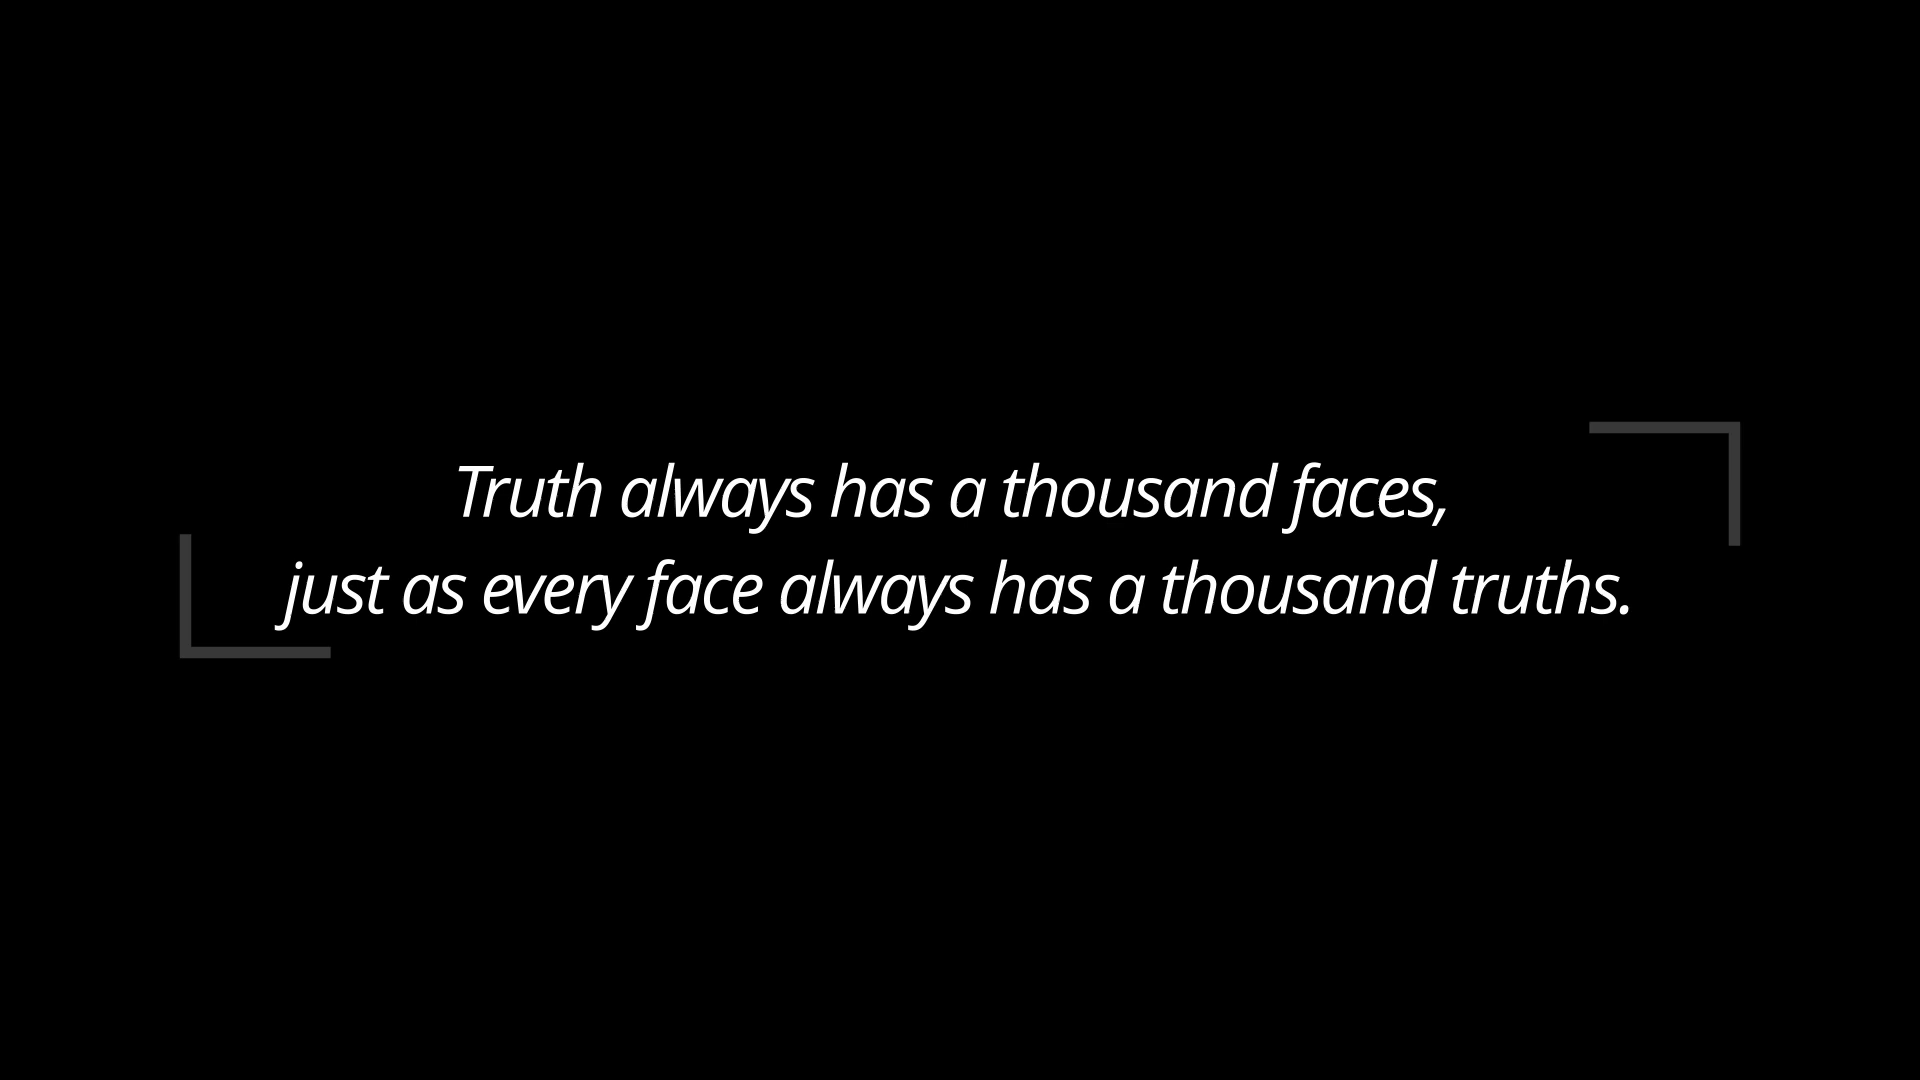 Truth always has a thousand faces,
just as every face always has a thousand truths.